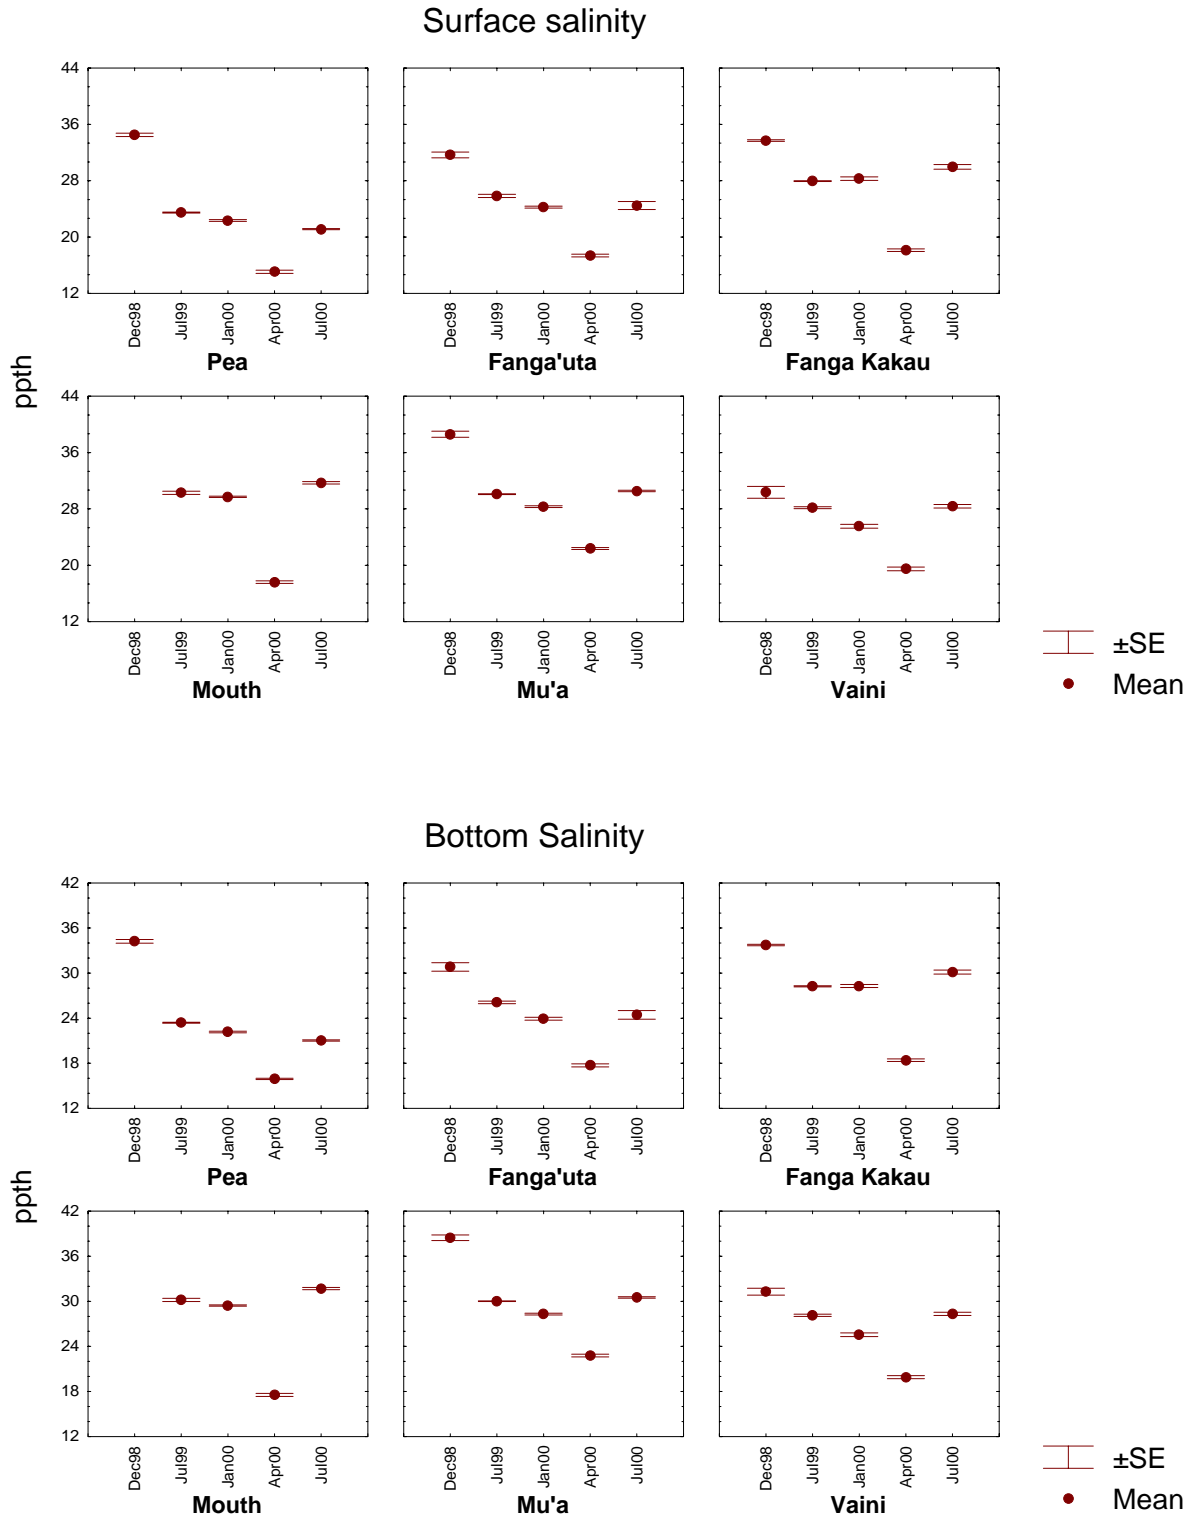 Surface salinity
ppth
44
36
28
20
12
Dec98
Jul99
Jan00
Apr00
Jul00
Pea
Dec98
Jul99
Jan00
Apr00
Jul00
Fanga'uta
Dec98
Jul99
Jan00
Apr00
Jul00
Fanga Kakau
44
36
28
20
12
Dec98
Jul99
Jan00
Apr00
Jul00
Mouth
Dec98
Jul99
Jan00
Apr00
Jul00
Mu'a
Dec98
Jul99
Jan00
Apr00
Jul00
Vaini
±SE
Mean
Bottom Salinity
ppth
42
36
30
24
18
12
Dec98
Jul99
Jan00
Apr00
Jul00
Pea
Dec98
Jul99
Jan00
Apr00
Jul00
Fanga'uta
Dec98
Jul99
Jan00
Apr00
Jul00
Fanga Kakau
42
36
30
24
18
12
Dec98
Jul99
Jan00
Apr00
Jul00
Mouth
Dec98
Jul99
Jan00
Apr00
Jul00
Mu'a
Dec98
Jul99
Jan00
Apr00
Jul00
Vaini
±SE
Mean